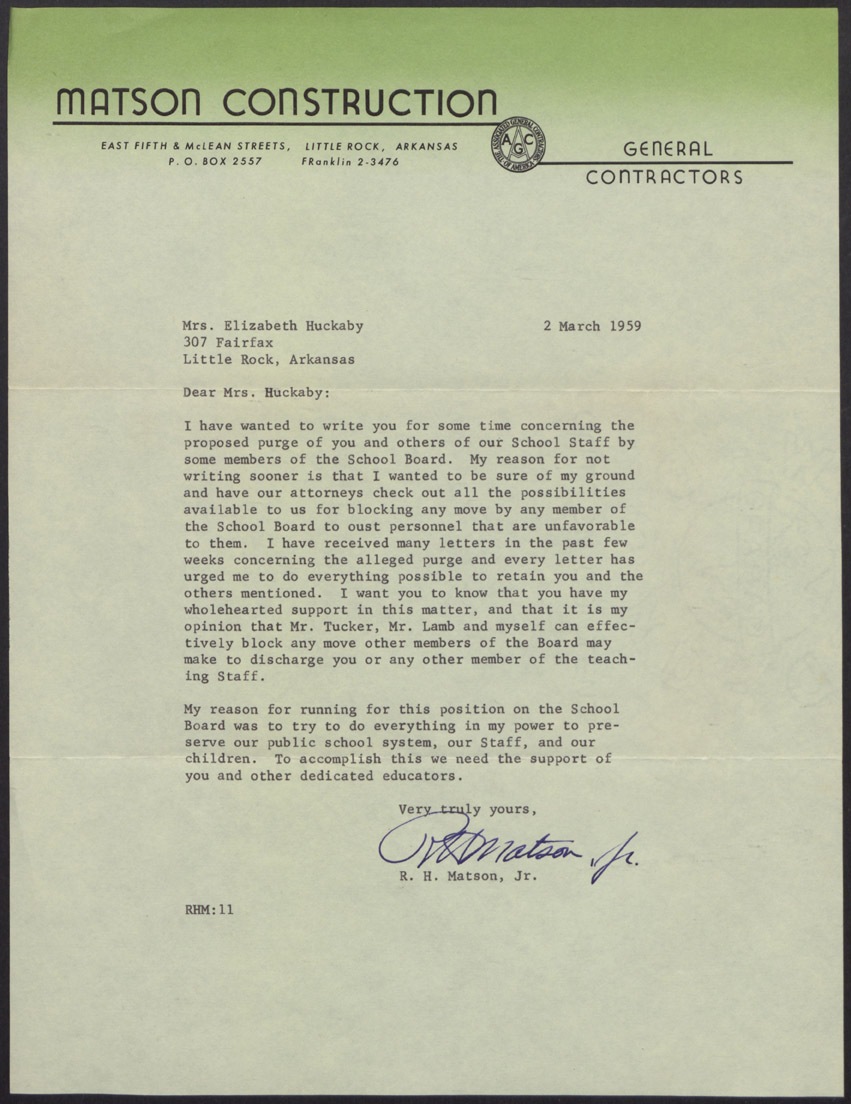 MATSON CONSTRUCTION
EAST FIFTH & McLEAN STREETS, LITTLE ROCK, ARKANSAS
P. O. BOX 2557 FRanklin 2-3476
THE ASSOCIATED GENERAL CONTRACTORS OF AMERICA
A G C
GENERAL
CONTRACTORS
Mrs. Elizabeth Huckaby 2 March 1959
307 Fairfax
Little Rock, Arkansas
Dear Mrs. Huckaby:
I have wanted to write you for some time concerning the
proposed purge of you and others of our School Staff by
some members of the School Board. My reason for not
writing sooner is that I wanted to be sure of my ground
and have our attorneys check out all the possibilities
available to us for blocking any move by any member of
the School Board to oust personnel that are unfavorable
to them. I have received many letters in the past few
weeks concerning the alleged purge and every letter has
urged me to do everything possible to retain you and the
others mentioned. I want you to know that you have my
wholehearted support in this matter, and that it is my
opinion that Mr. Tucker, Mr. Lamb and myself can effec-
tively block any move other members of the Board may
make to discharge you or any other member of the teach-
ing Staff.
My reason for running for this position on the School
Board was to try to do everything in my power to pre-
serve our public school system, our Staff, and our
children. To accomplish this we need the support of
you and other dedicated educators.
Very truly yours,
RH Matson, Jr.
R. H. Matson, Jr.
RHM:11